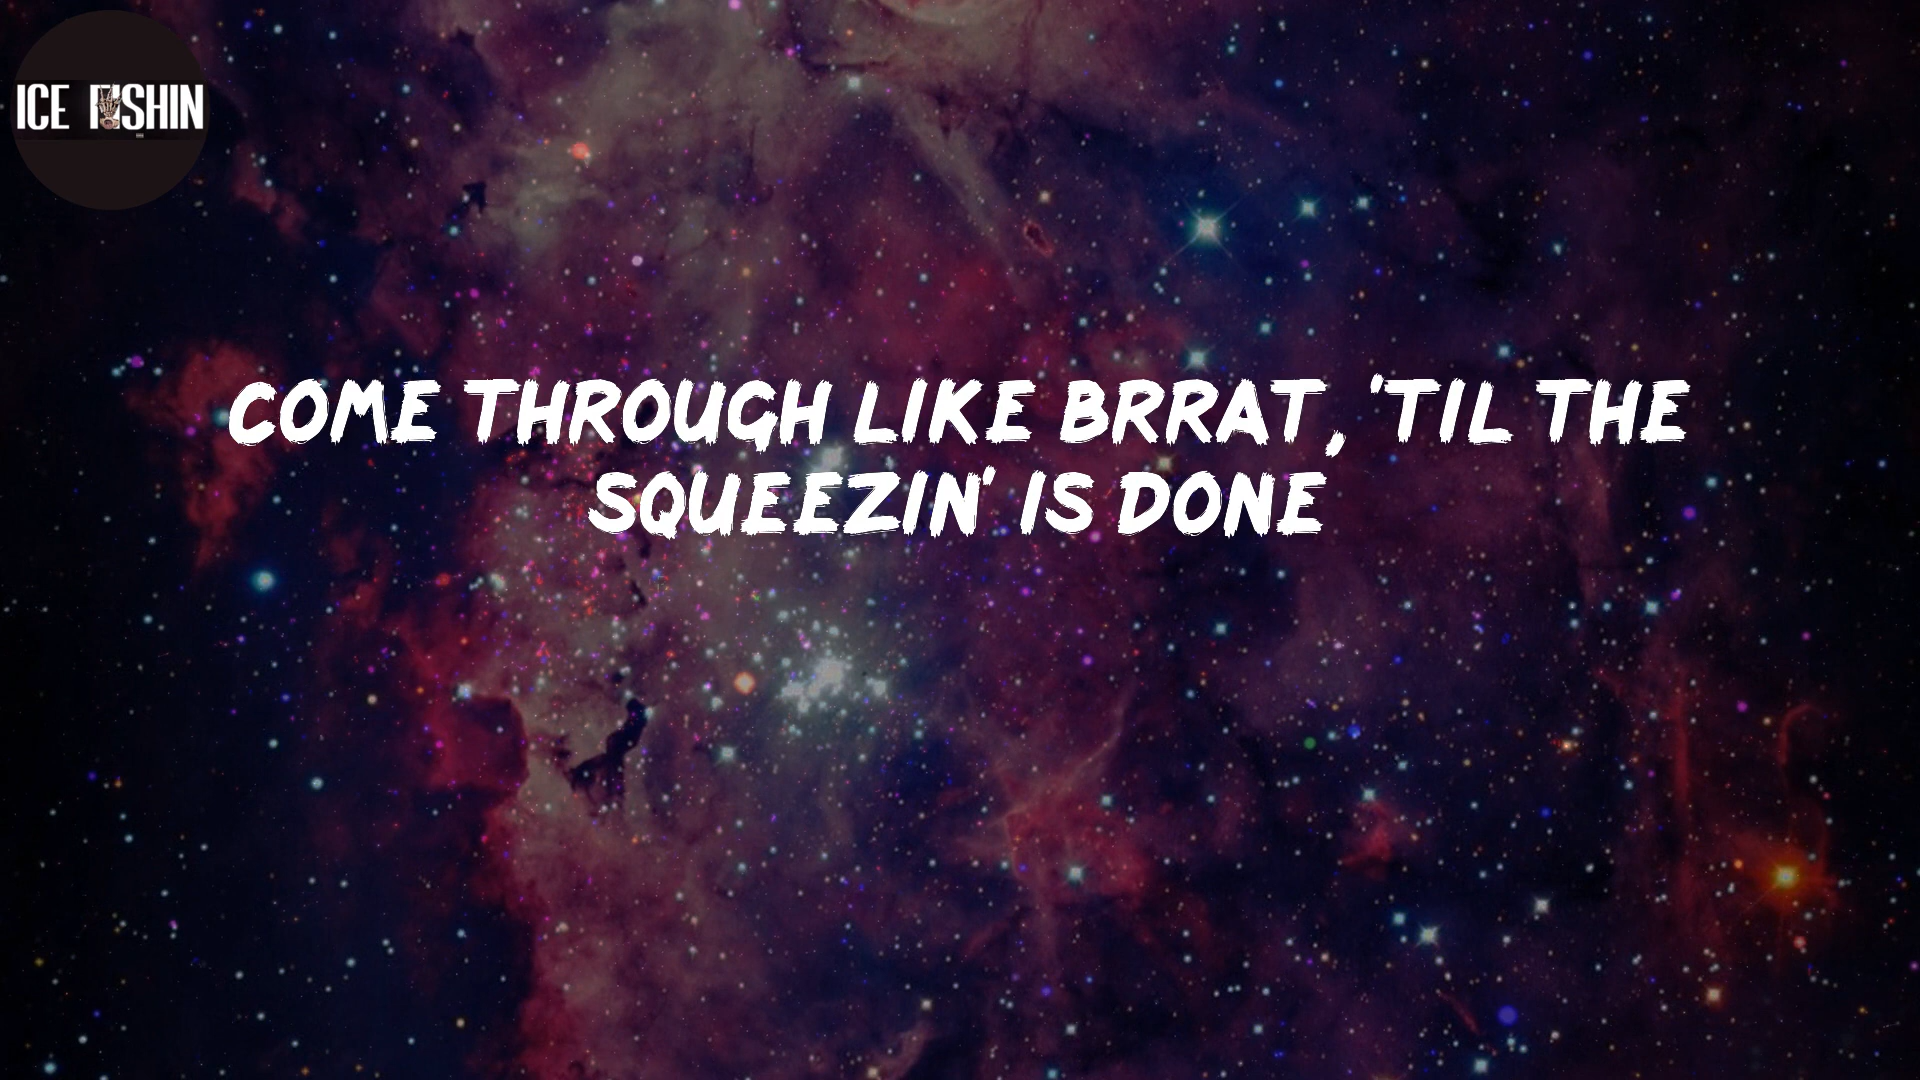 ICE FISHIN
COME THROUGH LIKE BRRAT, 'TIL THE
SQUEEZIN' IS DONE